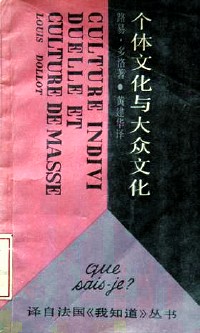 个体文化与大众文化
路易·多洛著●黄建华译
CULTURE INDIVI
DUELLE ET
CULTURE DE MASSE
LOUIS DOLLOT
que
sais-je?
译自法国《我知道》丛书